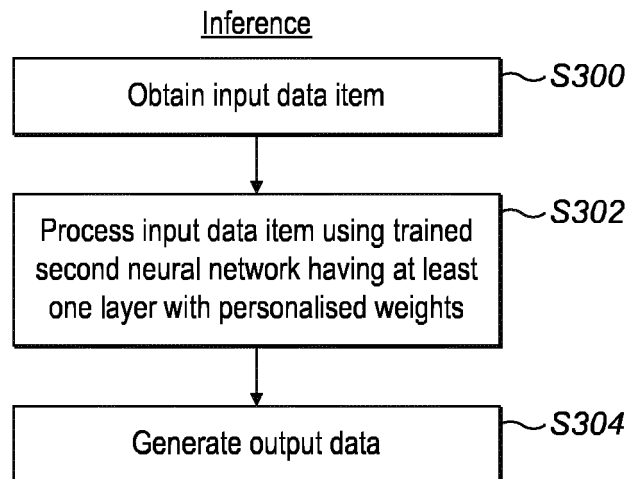 Inference
Obtain input data item
S300
Process input data item using trained
second neural network having at least
one layer with personalised weights
S302
Generate output data
S304